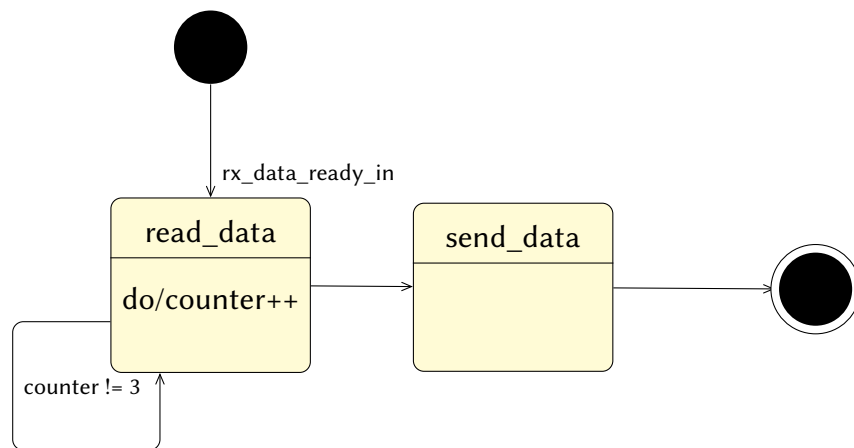 rx_data_ready_in
read_data
send_data
do/counter++
counter != 3